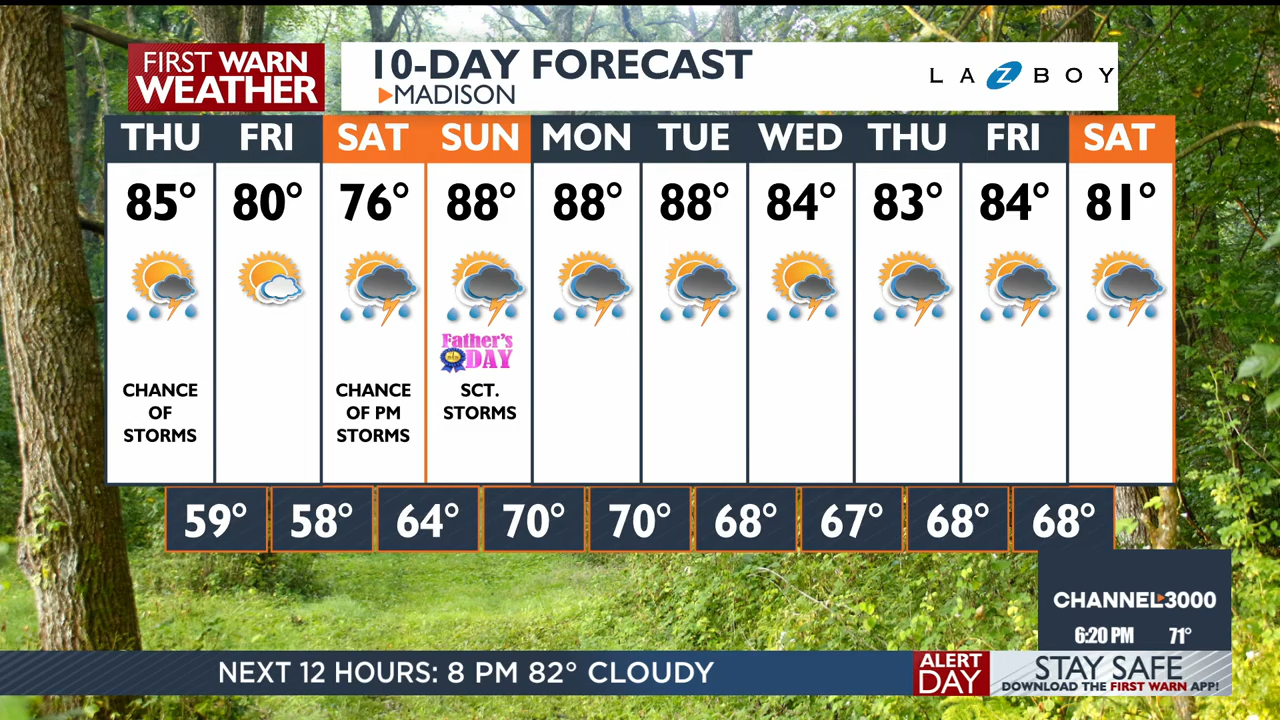 FIRST WARN
WEATHER
10-DAY FORECAST
MADISON
LAZBOY
THU FRI SAT SUN MON TUE WED THU FRI SAT
85° 80° 76° 88° 88° 88° 84° 83° 84° 81°
Father's
DAY
CHANCE
OF
STORMS
CHANCE
OF PM
STORMS
SCT.
STORMS
59° 58° 64° 70° 70° 68° 67° 68° 68°
CHANNEL3000
6:20 PM 71°
NEXT 12 HOURS: 8 PM 82° CLOUDY
ALERT
DAY
STAY SAFE
DOWNLOAD THE FIRST WARN APP!